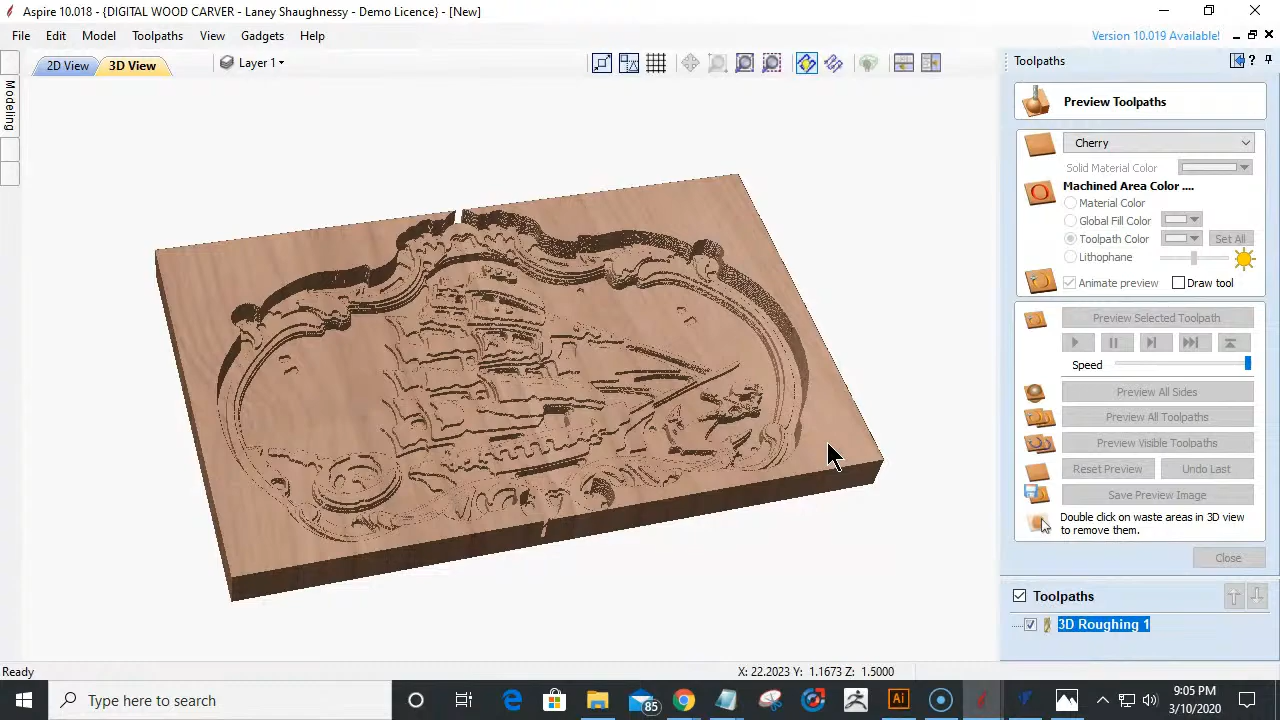 Aspire 10.018 - {DIGITAL WOOD CARVER - Laney Shaughnessy - Demo Licence} - [New]
File Edit Model Toolpaths View Gadgets Help
Version 10.019 Available!
2D View 3D View Layer 1
Modeling
Toolpaths
Preview Toolpaths
Cherry
Solid Material Color
Machined Area Color ....
Material Color
Global Fill Color
Toolpath Color Set All
Lithophane
Animate preview Draw tool
Preview Selected Toolpath
Speed
Preview All Sides
Preview All Toolpaths
Preview Visible Toolpaths
Reset Preview Undo Last
Save Preview Image
Double click on waste areas in 3D view
to remove them.
Close
Toolpaths
3D Roughing 1
Ready X: 22.2023 Y: 1.1673 Z: 1.5000
Type here to search
85
Ai
9:05 PM
3/10/2020